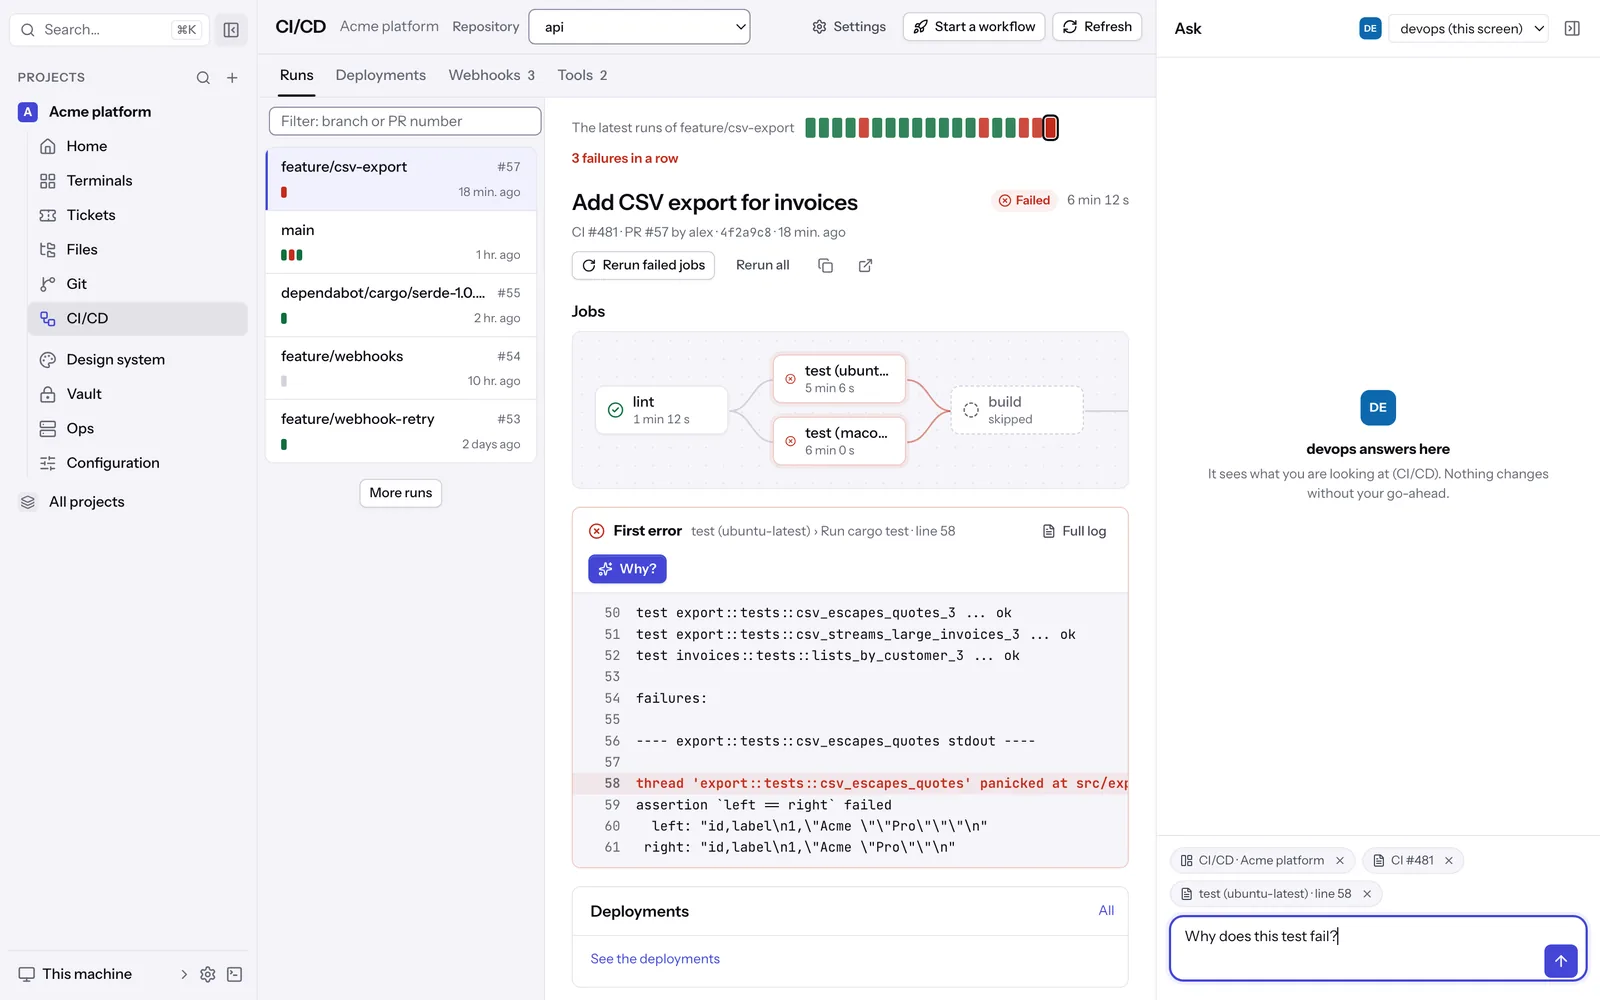 Search...
⌘K
PROJECTS
A Acme platform
Home
Terminals
Tickets
Files
Git
CI/CD
Design system
Vault
Ops
Configuration
All projects
This machine
CI/CD Acme platform Repository api
Settings
Start a workflow
Refresh
Runs Deployments Webhooks 3 Tools 2
Filter: branch or PR number
feature/csv-export #57
18 min. ago
main
1 hr. ago
dependabot/cargo/serde-1.0.... #55
2 hr. ago
feature/webhooks #54
10 hr. ago
feature/webhook-retry #53
2 days ago
More runs
The latest runs of feature/csv-export
3 failures in a row
Add CSV export for invoices
Failed 6 min 12 s
CI #481 · PR #57 by alex · 4f2a9c8 · 18 min. ago
Rerun failed jobs Rerun all
Jobs
lint
1 min 12 s
test (ubunt...
5 min 6 s
test (maco...
6 min 0 s
build
skipped
First error test (ubuntu-latest) › Run cargo test · line 58 Full log
Why?
50 test export::tests::csv_escapes_quotes_3 ... ok
51 test export::tests::csv_streams_large_invoices_3 ... ok
52 test invoices::tests::lists_by_customer_3 ... ok
53
54 failures:
55
56 ---- export::tests::csv_escapes_quotes stdout ----
57
58 thread 'export::tests::csv_escapes_quotes' panicked at src/exp
59 assertion `left == right` failed
60 left: "id,label\n1,\"Acme \"\"Pro\"\"\"\n"
61 right: "id,label\n1,\"Acme \"Pro\"\"\n"
Deployments All
See the deployments
Ask
DE devops (this screen)
DE
devops answers here
It sees what you are looking at (CI/CD). Nothing changes
without your go-ahead.
CI/CD · Acme platform ×
CI #481 ×
test (ubuntu-latest) · line 58 ×
Why does this test fail?